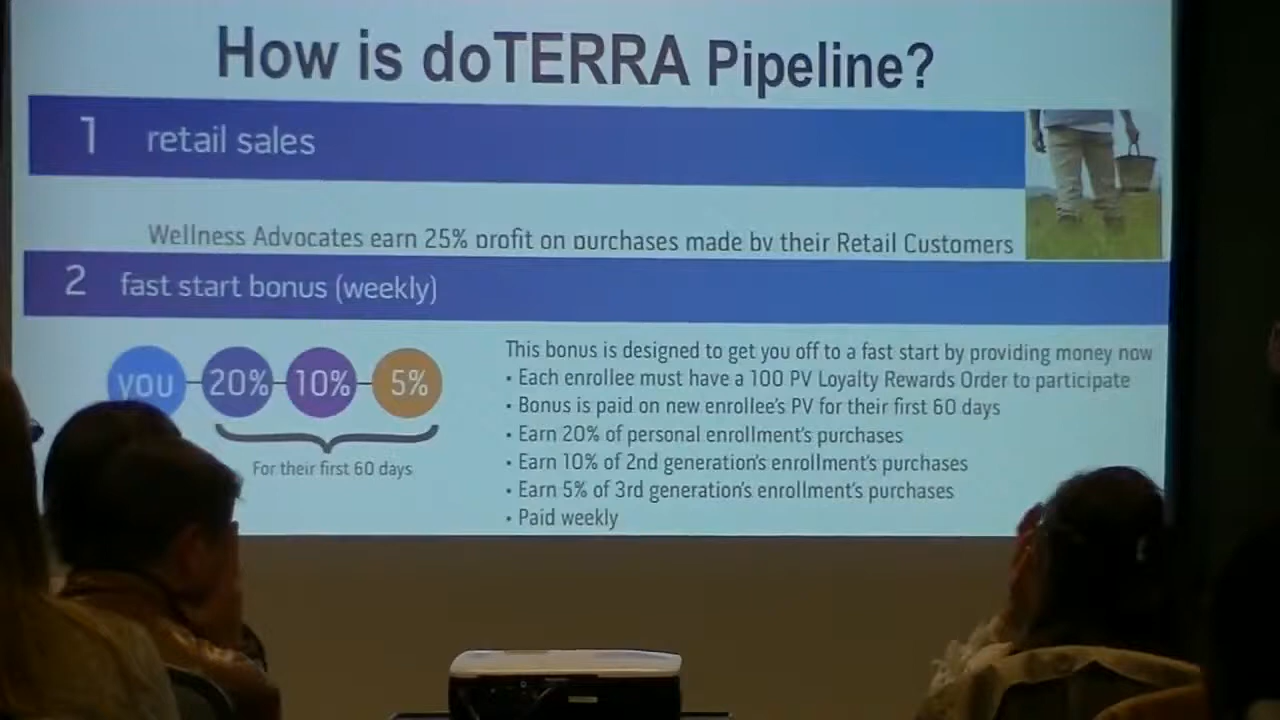 How is doTERRA Pipeline?
1 retail sales
Wellness Advocates earn 25% profit on purchases made by their Retail Customers
2 fast start bonus (weekly)
YOU 20% 10% 5%
For their first 60 days
This bonus is designed to get you off to a fast start by providing money now
• Each enrollee must have a 100 PV Loyalty Rewards Order to participate
• Bonus is paid on new enrollee's PV for their first 60 days
• Earn 20% of personal enrollment's purchases
• Earn 10% of 2nd generation's enrollment's purchases
• Earn 5% of 3rd generation's enrollment's purchases
• Paid weekly